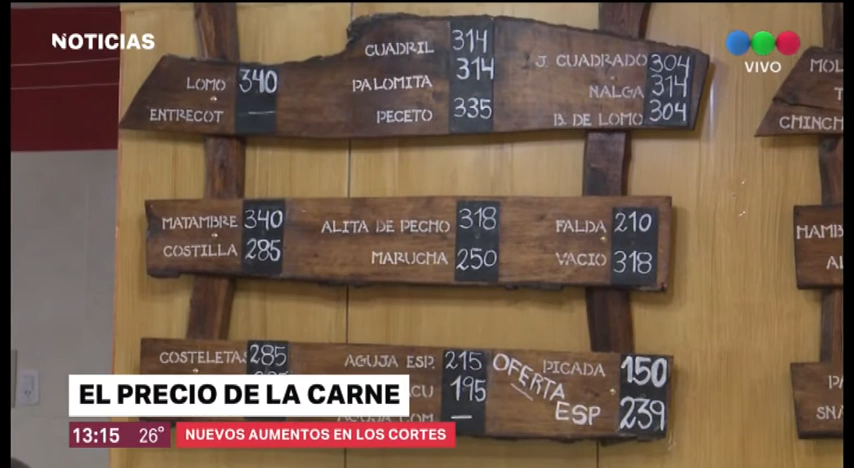 NOTICIAS
VIVO
CUADRIL 314
J. CUADRADO 304
LOMO 340
PALOMITA 314
NALGA 314
ENTRECOT —
PECETO 335
B. DE LOMO 304
MATAMBRE 340
ALITA DE PECHO 318
FALDA 210
COSTILLA 285
MARUCHA 250
VACIO 318
COSTELETAS 285
AGUJA ESP. 215
OFERTA
PICADA 150
195
ESP 239
CHINCH
HAMB
EL PRECIO DE LA CARNE
13:15 26°
NUEVOS AUMENTOS EN LOS CORTES